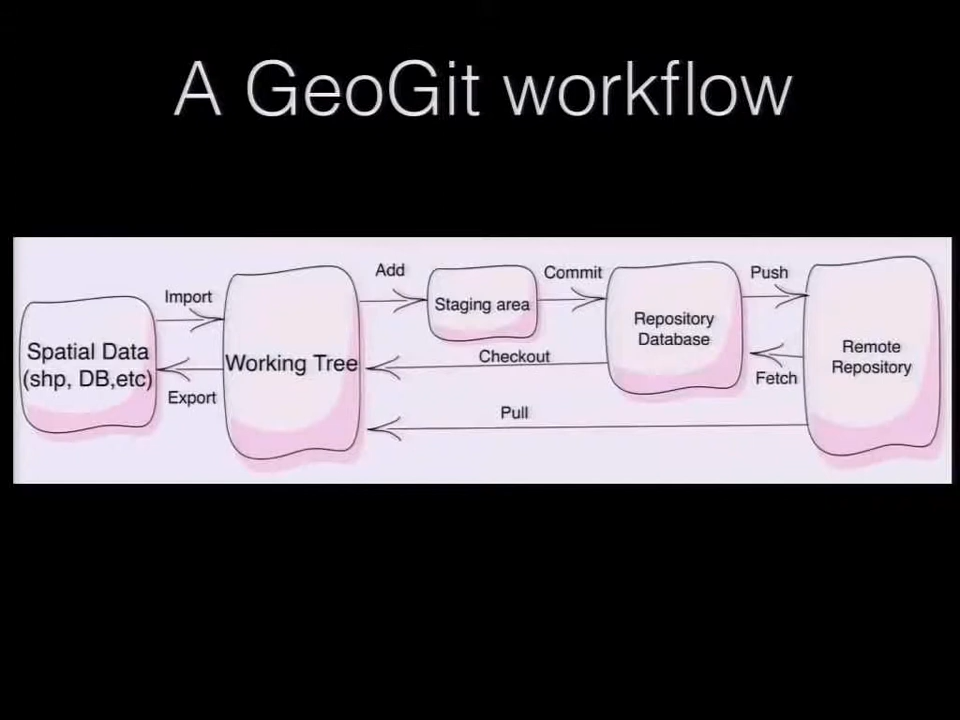 A GeoGit workflow
Import
Add
Commit
Push
Staging area
Spatial Data
(shp, DB,etc)
Working Tree
Repository
Database
Remote
Repository
Checkout
Fetch
Export
Pull